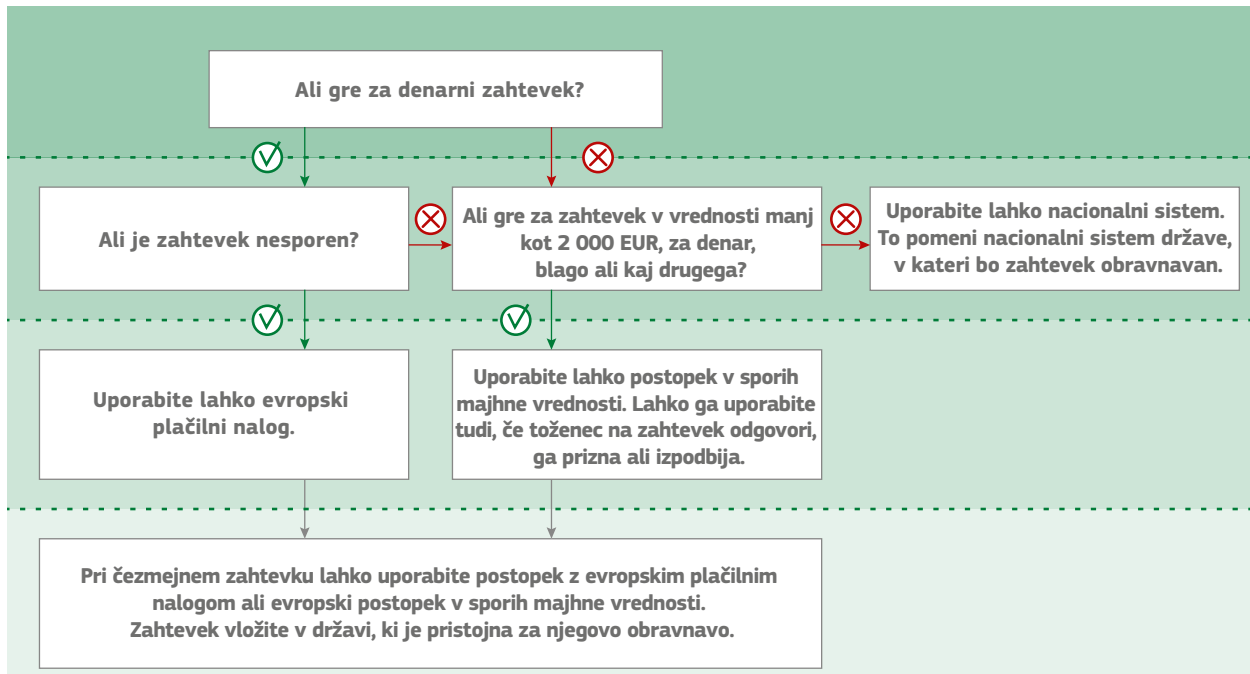 Ali gre za denarni zahtevek?
Ali je zahtevek nesporen?
Ali gre za zahtevek v vrednosti manj
kot 2 000 EUR, za denar,
blago ali kaj drugega?
Uporabite lahko nacionalni sistem.
To pomeni nacionalni sistem države,
v kateri bo zahtevek obravnavan.
Uporabite lahko evropski
plačilni nalog.
Uporabite lahko postopek v sporih
majhne vrednosti. Lahko ga uporabite
tudi, če toženec na zahtevek odgovori,
ga prizna ali izpodbija.
Pri čezmejnem zahtevku lahko uporabite postopek z evropskim plačilnim
nalogom ali evropski postopek v sporih majhne vrednosti.
Zahtevek vložite v državi, ki je pristojna za njegovo obravnavo.